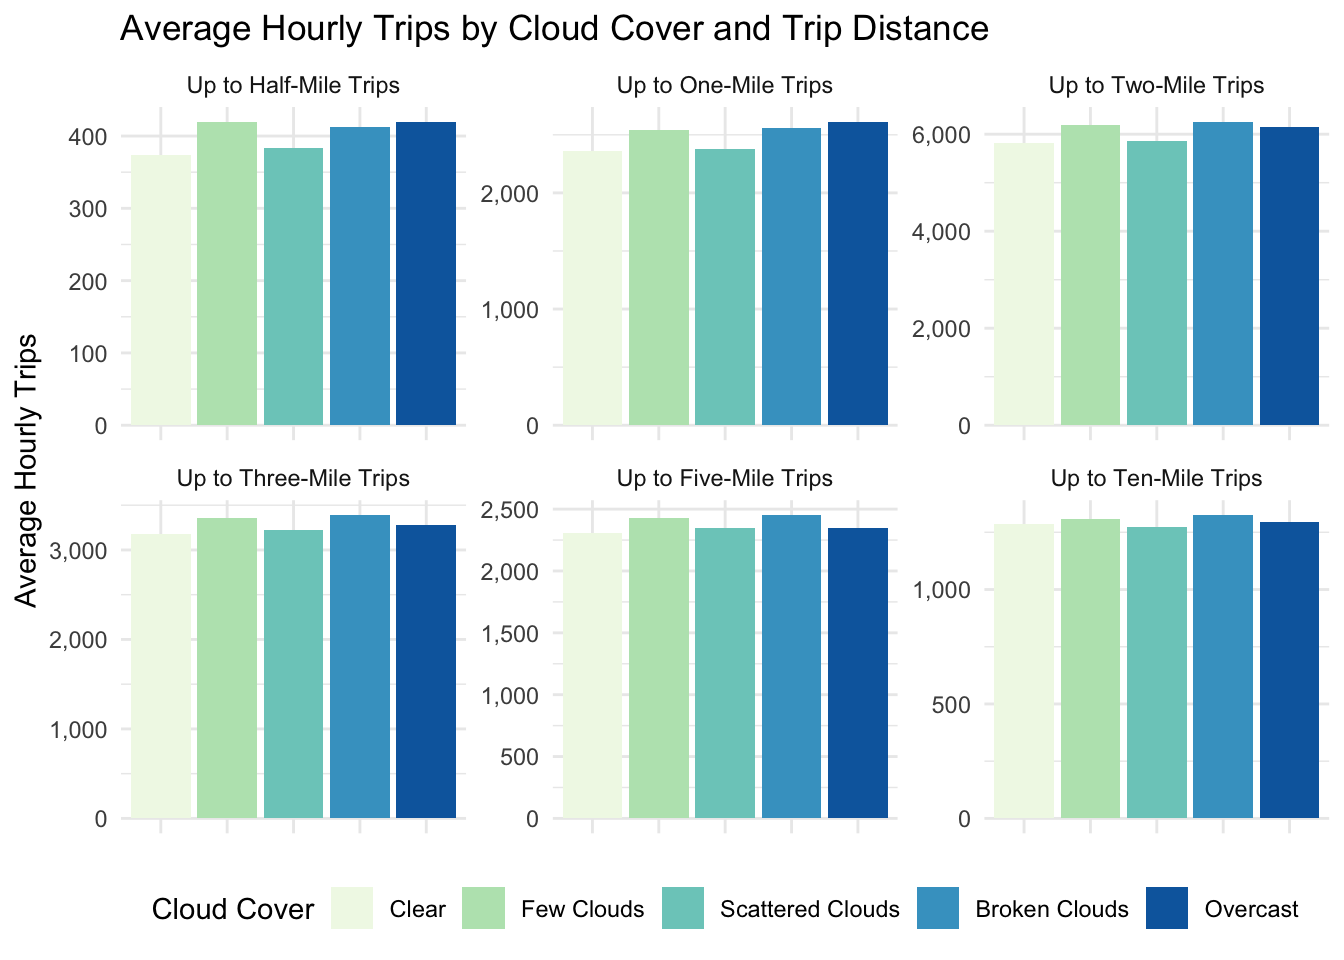 Average Hourly Trips by Cloud Cover and Trip Distance
Up to Half-Mile Trips
400
300
200
100
0
Up to One-Mile Trips
2,000
1,000
0
Up to Two-Mile Trips
6,000
4,000
2,000
0
Average Hourly Trips
Up to Three-Mile Trips
3,000
2,000
1,000
0
Up to Five-Mile Trips
2,500
2,000
1,500
1,000
500
0
Up to Ten-Mile Trips
1,000
500
0
Cloud Cover Clear Few Clouds Scattered Clouds Broken Clouds Overcast